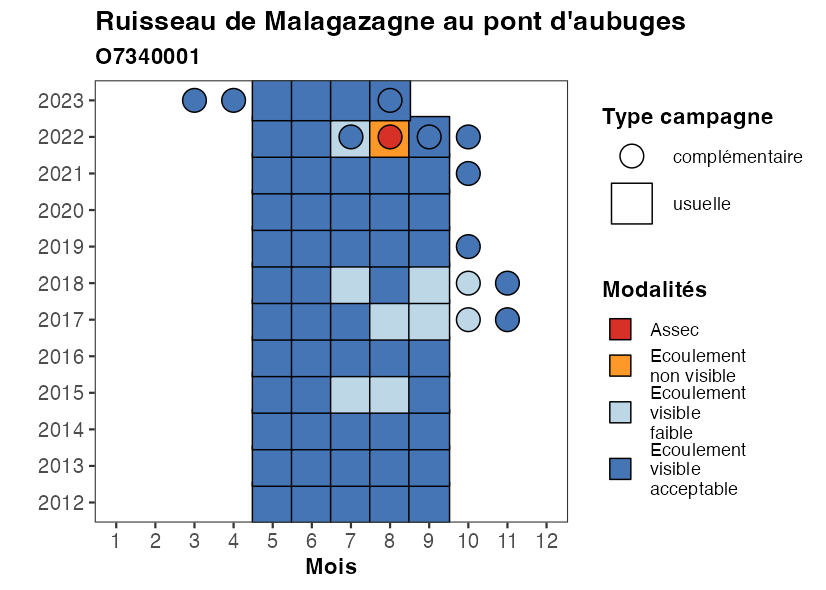 Ruisseau de Malagazagne au pont d'aubuges
O7340001
2023
2022
2021
2020
2019
2018
2017
2016
2015
2014
2013
2012
1 2 3 4 5 6 7 8 9 10 11 12
Mois
Type campagne
complémentaire
usuelle
Modalités
Assec
Ecoulement
non visible
Ecoulement
visible
faible
Ecoulement
visible
acceptable